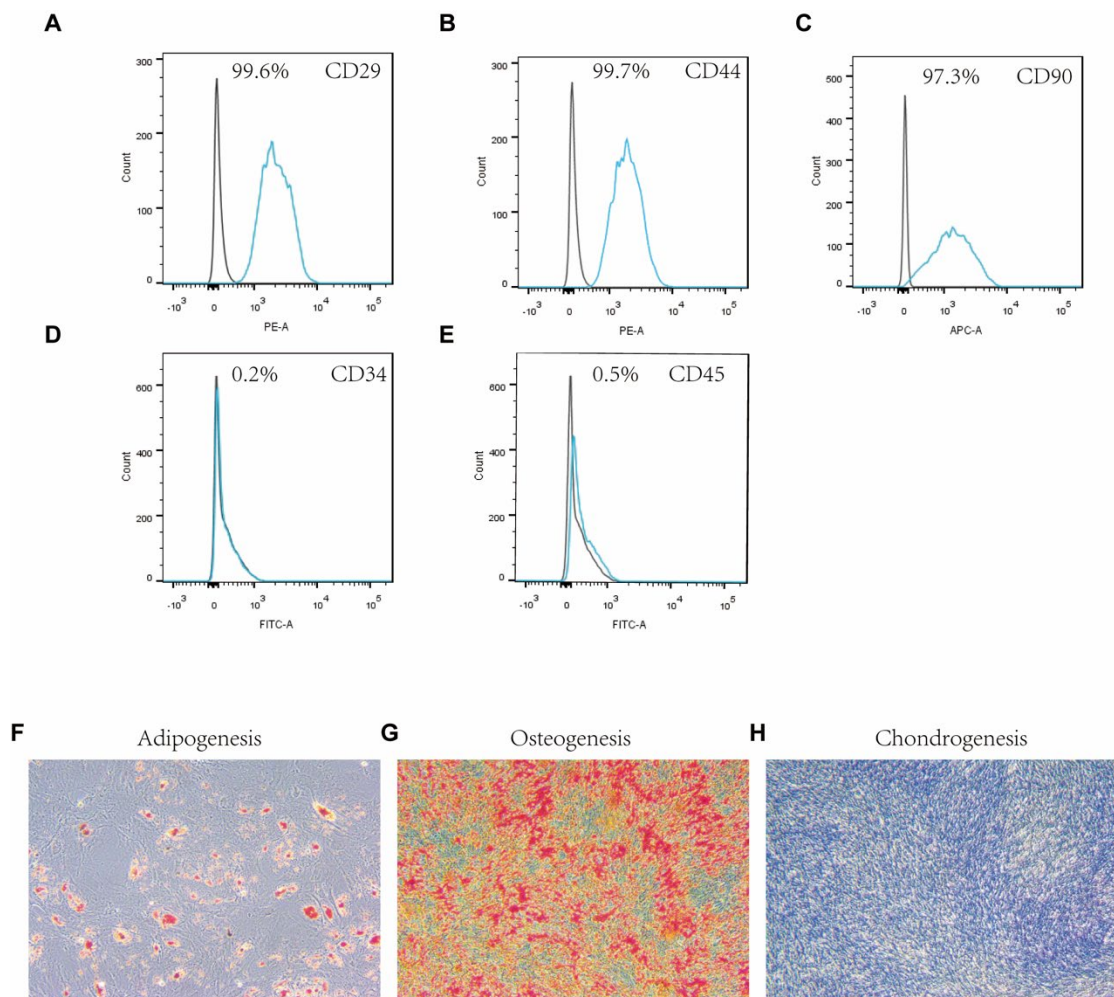 A
99.6% CD29
300
200
100
0
Count
-10³ 0 10³ 10⁴ 10⁵
PE-A
B
99.7% CD44
300
200
100
0
Count
-10³ 0 10³ 10⁴ 10⁵
PE-A
C
97.3% CD90
500
400
300
200
100
0
Count
-10³ 0 10³ 10⁴ 10⁵
APC-A
D
0.2% CD34
600
400
200
0
Count
-10³ 0 10³ 10⁴ 10⁵
FITC-A
E
0.5% CD45
600
400
200
0
Count
-10³ 0 10³ 10⁴ 10⁵
FITC-A
F Adipogenesis
G Osteogenesis
H Chondrogenesis